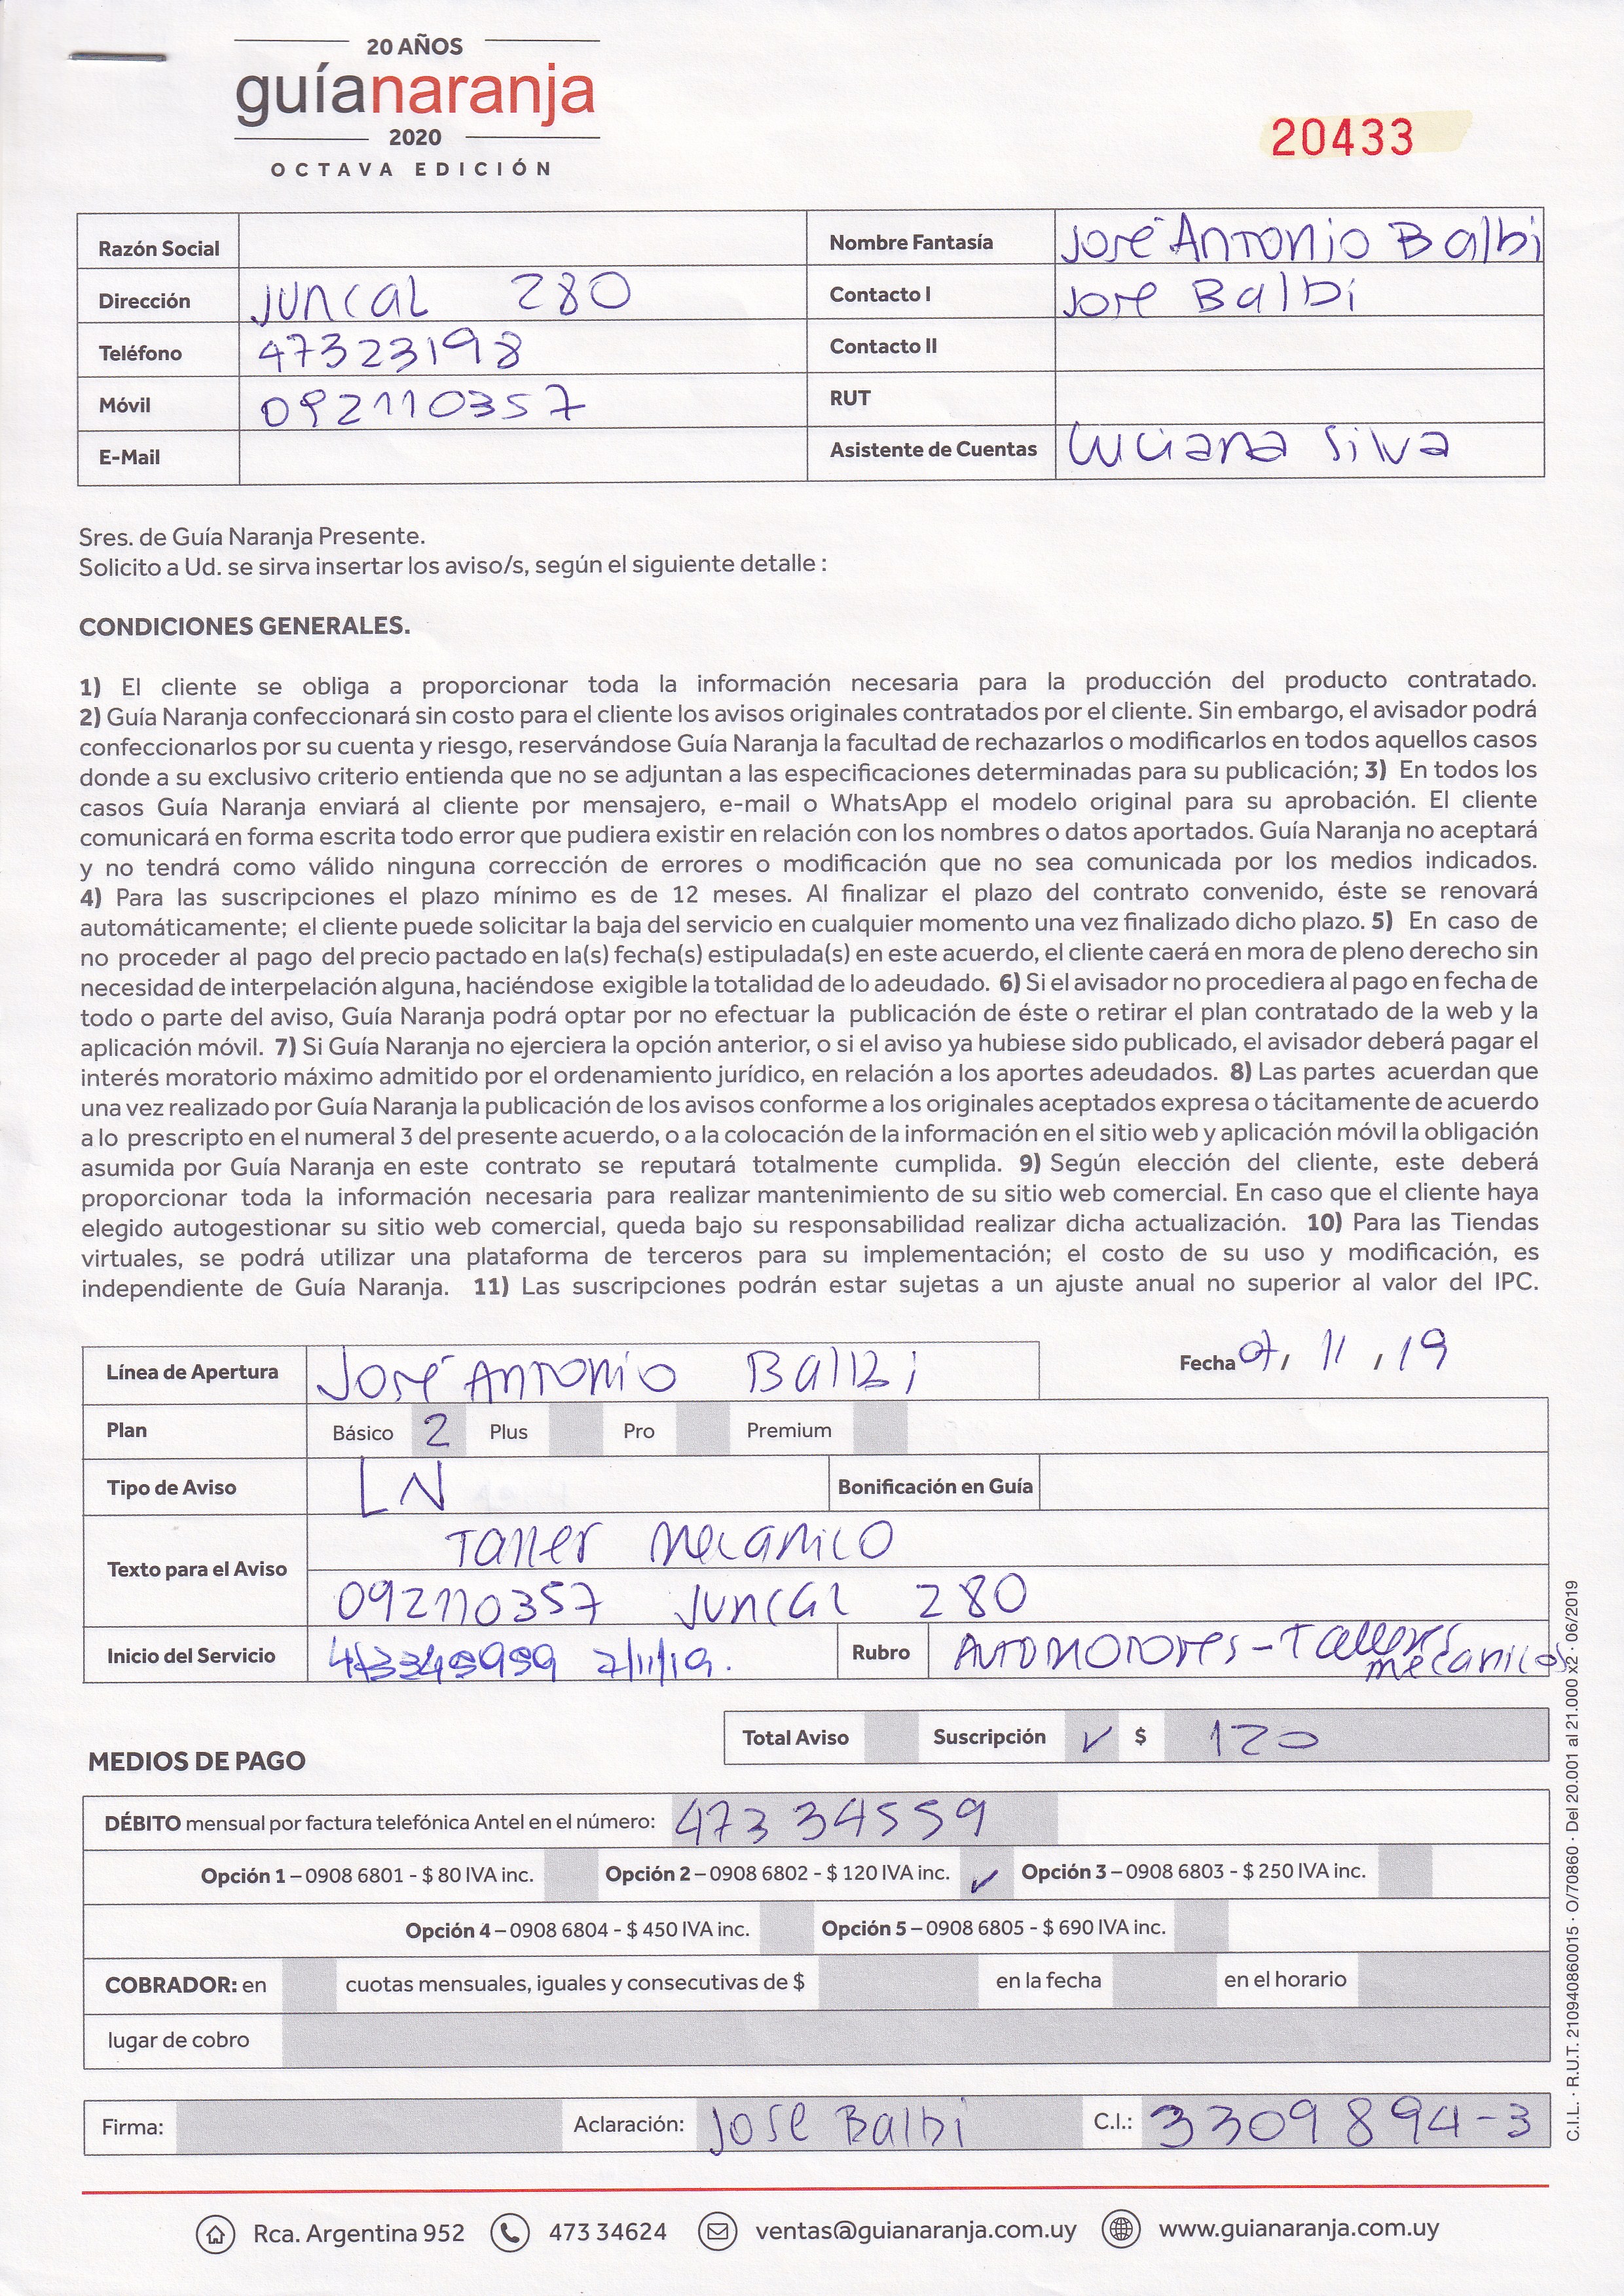 20 AÑOS
guíanaranja
2020
OCTAVA EDICIÓN
20433
Razón Social
Nombre Fantasía José Antonio Balbi
Dirección Juncal 280
Contacto I Jose Balbi
Teléfono 47323198
Contacto II
Móvil 092110357
RUT
E-Mail
Asistente de Cuentas Luciana Silva
Sres. de Guía Naranja Presente.
Solicito a Ud. se sirva insertar los aviso/s, según el siguiente detalle :
CONDICIONES GENERALES.
1) El cliente se obliga a proporcionar toda la información necesaria para la producción del producto contratado.
2) Guía Naranja confeccionará sin costo para el cliente los avisos originales contratados por el cliente. Sin embargo, el avisador podrá
confeccionarlos por su cuenta y riesgo, reservándose Guía Naranja la facultad de rechazarlos o modificarlos en todos aquellos casos
donde a su exclusivo criterio entienda que no se adjuntan a las especificaciones determinadas para su publicación; 3) En todos los
casos Guía Naranja enviará al cliente por mensajero, e-mail o WhatsApp el modelo original para su aprobación. El cliente
comunicará en forma escrita todo error que pudiera existir en relación con los nombres o datos aportados. Guía Naranja no aceptará
y no tendrá como válido ninguna corrección de errores o modificación que no sea comunicada por los medios indicados.
4) Para las suscripciones el plazo mínimo es de 12 meses. Al finalizar el plazo del contrato convenido, éste se renovará
automáticamente; el cliente puede solicitar la baja del servicio en cualquier momento una vez finalizado dicho plazo. 5) En caso de
no proceder al pago del precio pactado en la(s) fecha(s) estipulada(s) en este acuerdo, el cliente caerá en mora de pleno derecho sin
necesidad de interpelación alguna, haciéndose exigible la totalidad de lo adeudado. 6) Si el avisador no procediera al pago en fecha de
todo o parte del aviso, Guía Naranja podrá optar por no efectuar la publicación de éste o retirar el plan contratado de la web y la
aplicación móvil. 7) Si Guía Naranja no ejerciera la opción anterior, o si el aviso ya hubiese sido publicado, el avisador deberá pagar el
interés moratorio máximo admitido por el ordenamiento jurídico, en relación a los aportes adeudados. 8) Las partes acuerdan que
una vez realizado por Guía Naranja la publicación de los avisos conforme a los originales aceptados expresa o tácitamente de acuerdo
a lo prescripto en el numeral 3 del presente acuerdo, o a la colocación de la información en el sitio web y aplicación móvil la obligación
asumida por Guía Naranja en este contrato se reputará totalmente cumplida. 9) Según elección del cliente, este deberá
proporcionar toda la información necesaria para realizar mantenimiento de su sitio web comercial. En caso que el cliente haya
elegido autogestionar su sitio web comercial, queda bajo su responsabilidad realizar dicha actualización. 10) Para las Tiendas
virtuales, se podrá utilizar una plataforma de terceros para su implementación; el costo de su uso y modificación, es
independiente de Guía Naranja. 11) Las suscripciones podrán estar sujetas a un ajuste anual no superior al valor del IPC.
Línea de Apertura José Antonio Balbi
Fecha 07/ 11 / 19
Plan Básico 2 Plus Pro Premium
Tipo de Aviso LN Bonificación en Guía
Texto para el Aviso
Taller Mecanico
092110357 Juncal 280
Inicio del Servicio 7/11/19. Rubro Automotores - Talleres mecanicos
Total Aviso Suscripción ✓ $ 120
MEDIOS DE PAGO
DÉBITO mensual por factura telefónica Antel en el número: 473 34559
Opción 1 – 0908 6801 - $ 80 IVA inc. Opción 2 – 0908 6802 - $ 120 IVA inc. ✓ Opción 3 – 0908 6803 - $ 250 IVA inc.
Opción 4 – 0908 6804 - $ 450 IVA inc. Opción 5 – 0908 6805 - $ 690 IVA inc.
COBRADOR: en cuotas mensuales, iguales y consecutivas de $ en la fecha en el horario
lugar de cobro
Firma: Aclaración: Jose Balbi C.I.: 3309894-3
C.I.L. · R.U.T. 210940860015 · O/70860 · Del 20.001 al 21.000 x2 · 06/2019
Rca. Argentina 952 473 34624 ventas@guianaranja.com.uy www.guianaranja.com.uy